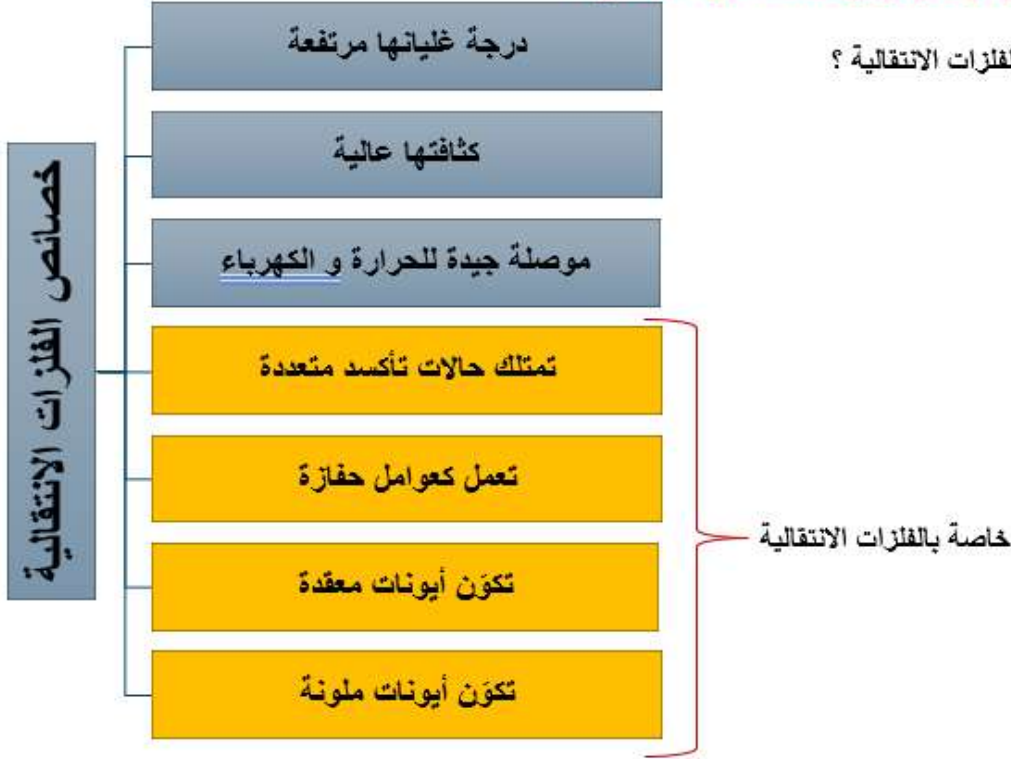 لفلزات الانتقالية ؟
خصائص الفلزات الانتقالية
درجة غليانها مرتفعة
كثافتها عالية
موصلة جيدة للحرارة و الكهرباء
تمتلك حالات تأكسد متعددة
تعمل كعوامل حفازة
تكوَن أيونات معقدة
تكوَن أيونات ملونة
خاصة بالفلزات الانتقالية